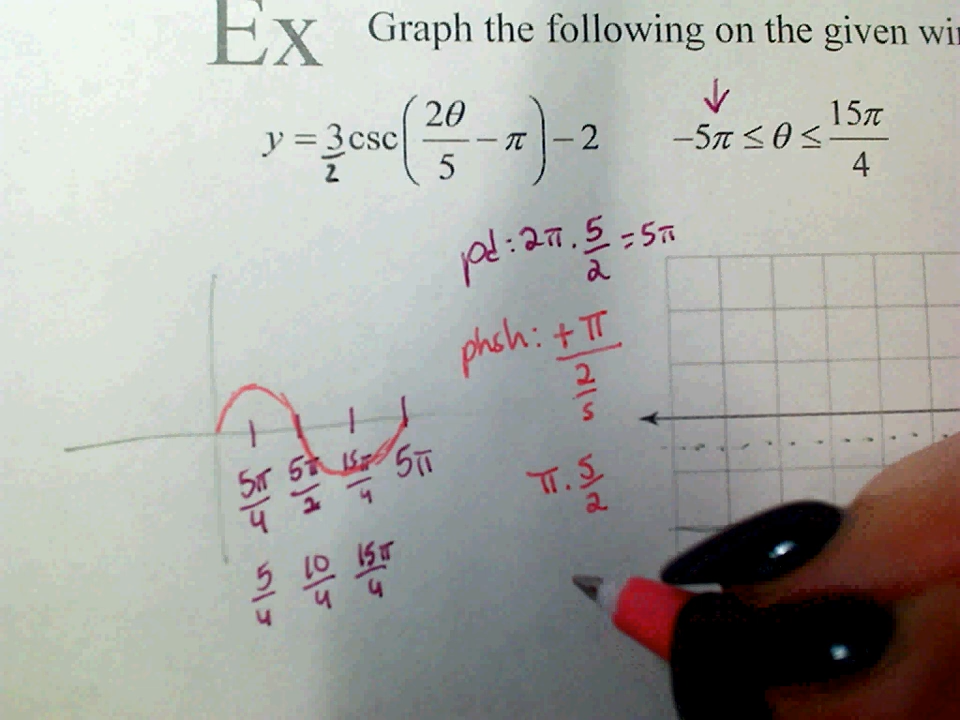 Ex Graph the following on the given wi
↓
y = 3/2 csc(2θ/5 − π) − 2 −5π ≤ θ ≤ 15π/4
pd: 2π · 5/2 = 5π
phsh: + π / (2/5)
5π/4 5π/2 15π/4 5π
π · 5/2
5/4 10/4 15π/4